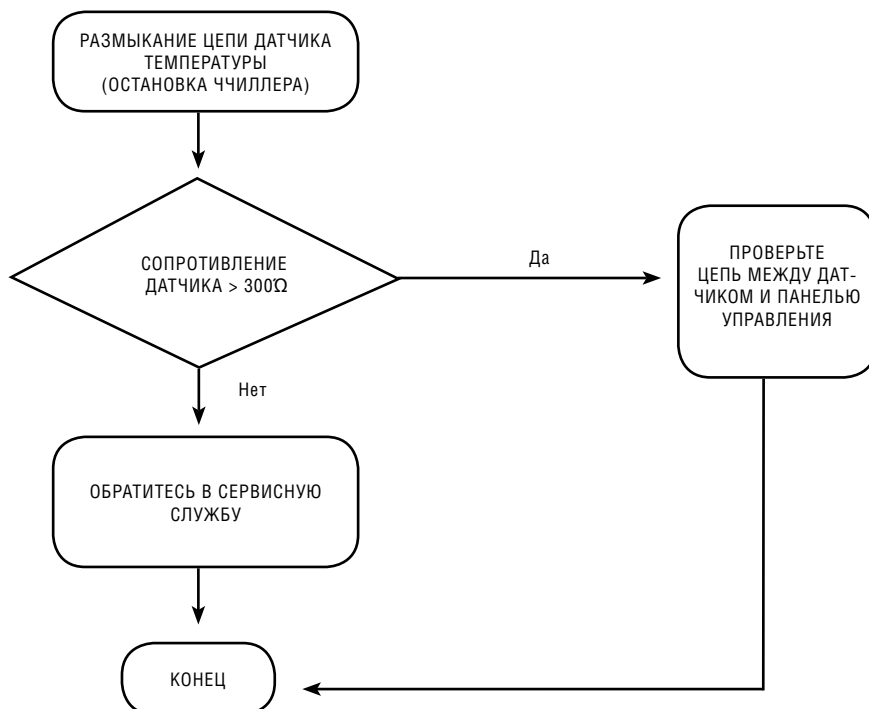 РАЗМЫКАНИЕ ЦЕПИ ДАТЧИКА
ТЕМПЕРАТУРЫ
(ОСТАНОВКА ЧЧИЛЛЕРА)
СОПРОТИВЛЕНИЕ
ДАТЧИКА > 300Ω
Да
ПРОВЕРЬТЕ
ЦЕПЬ МЕЖДУ ДАТ-
ЧИКОМ И ПАНЕЛЬЮ
УПРАВЛЕНИЯ
Нет
ОБРАТИТЕСЬ В СЕРВИСНУЮ
СЛУЖБУ
КОНЕЦ